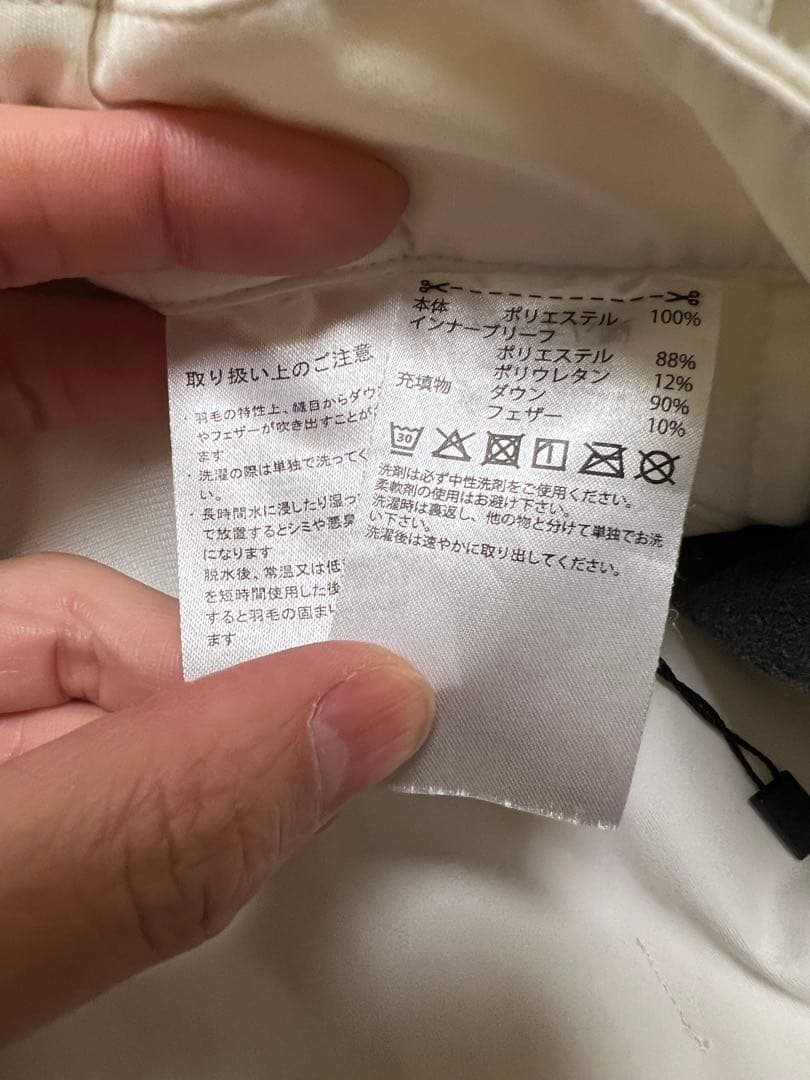 取り扱い上のご注意
・羽毛の特性上、縫目からダウン
やフェザーが吹き出すことが
ます
・洗濯の際は単独で洗ってく
い。
・長時間水に浸したり湿っ
で放置するとシミや悪臭
になります
脱水後、常温又は低
を短時間使用した後
すると羽毛の固まり
ます
本体 ポリエステル 100%
インナーブリーフ
ポリエステル 88%
ポリウレタン 12%
充填物 ダウン 90%
フェザー 10%
30
洗剤は必ず中性洗剤をご使用ください。
柔軟剤の使用はお避け下さい。
洗濯時は裏返し、他の物と分けて単独でお洗
い下さい。
洗濯後は速やかに取り出してください。